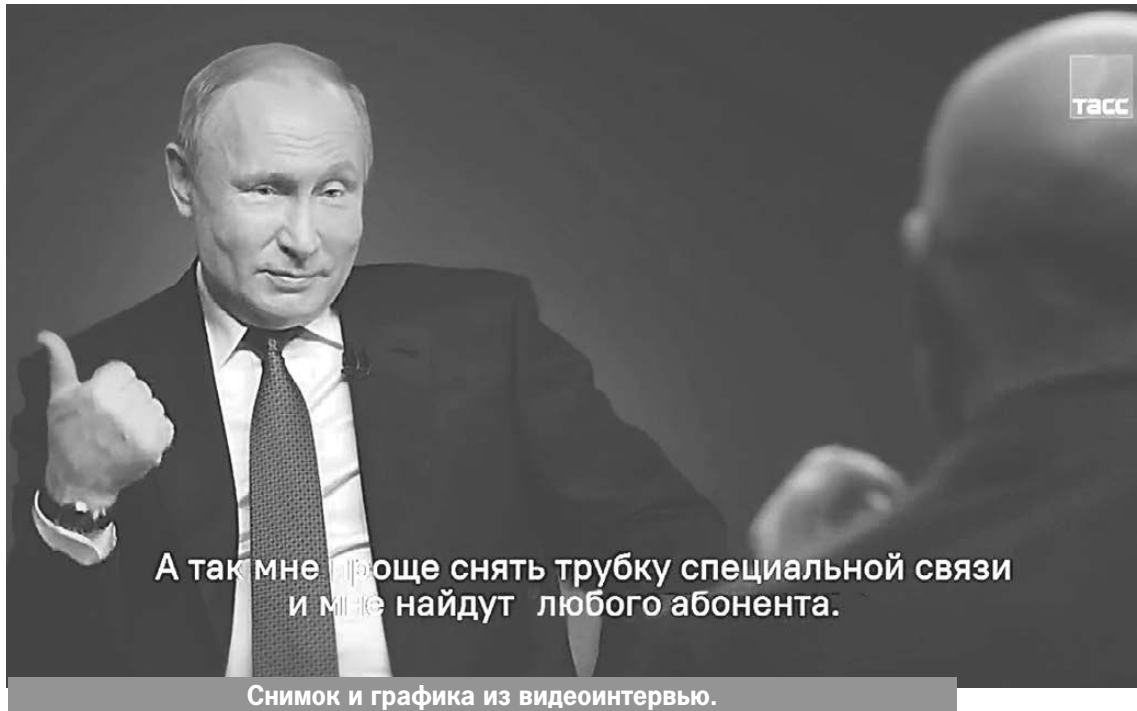 тасс
А так мне проще снять трубку специальной связи
и мне найдут любого абонента.
Снимок и графика из видеоинтервью.